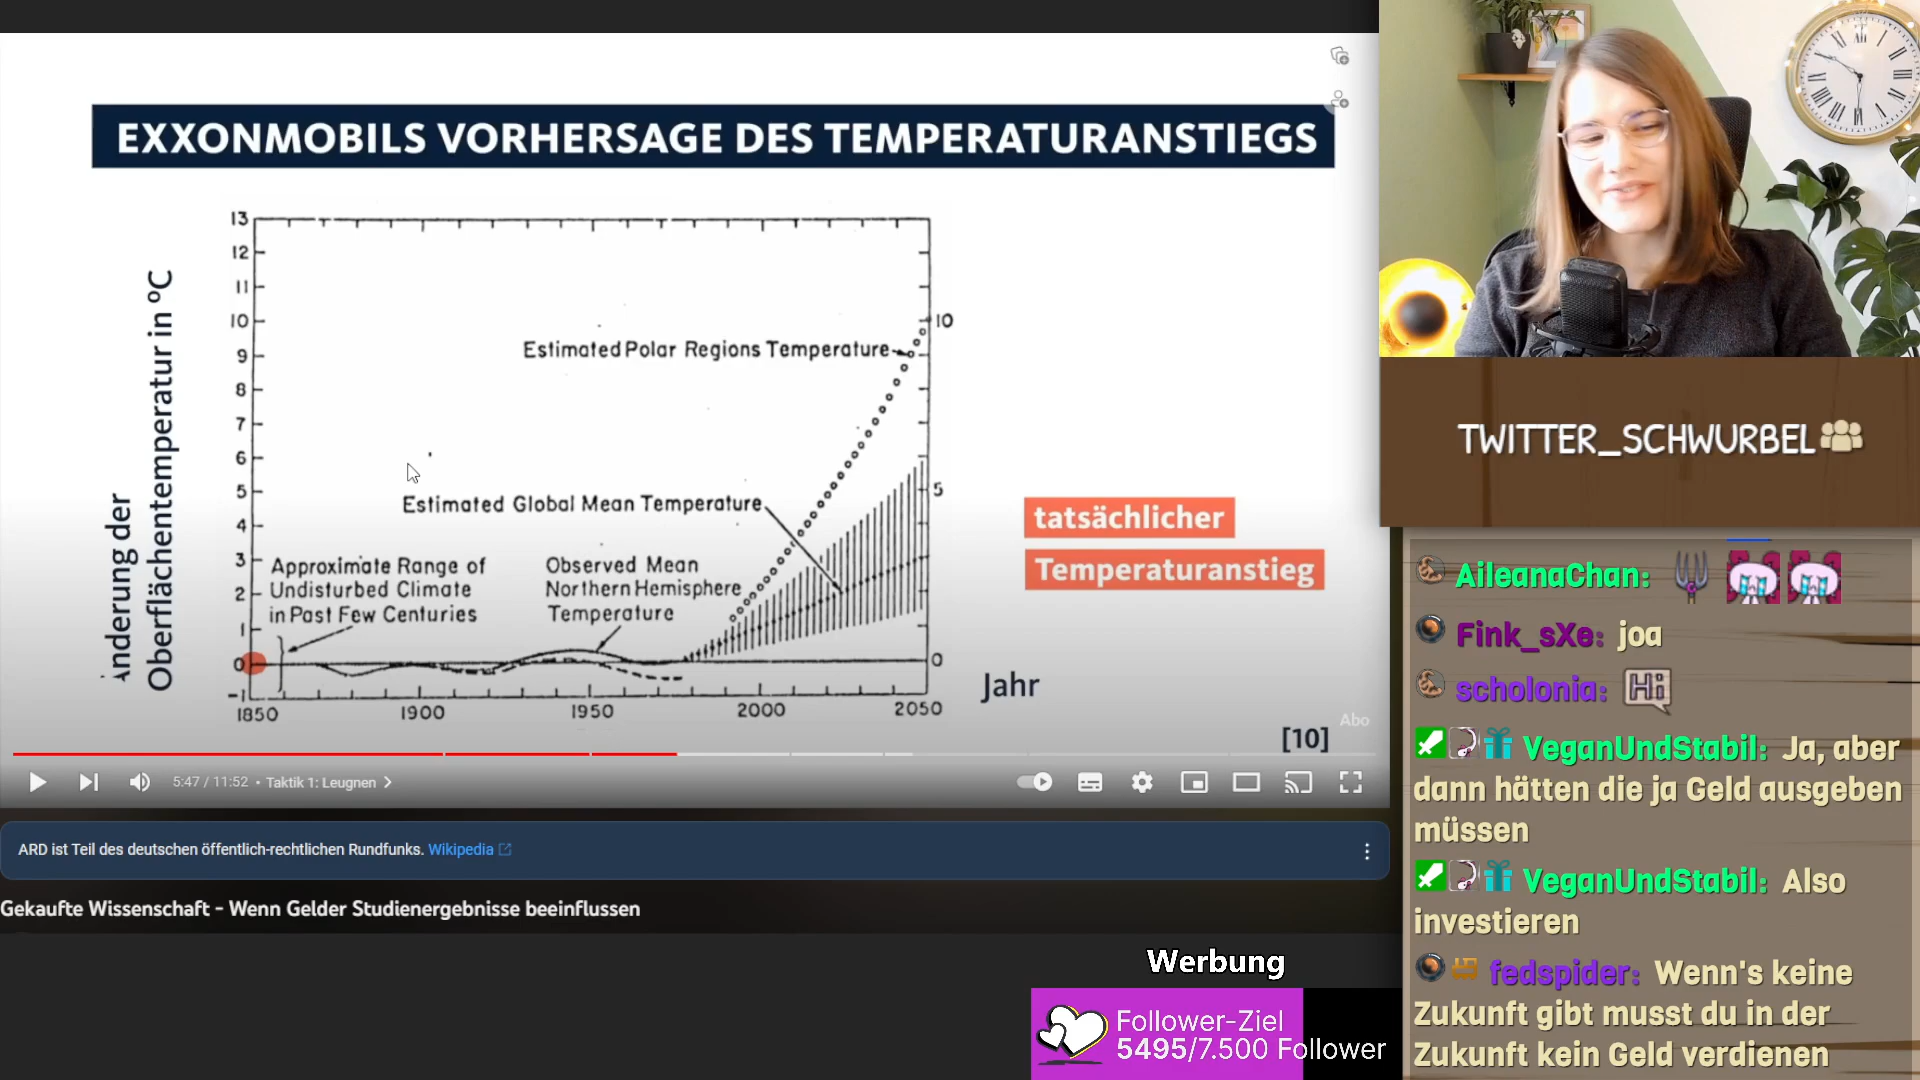 EXXONMOBILS VORHERSAGE DES TEMPERATURANSTIEGS
Änderung der
Oberflächentemperatur in ºC
13
12
11
10
9
8
7
6
5
4
3
2
1
0
-1
10
5
0
Estimated Polar Regions Temperature
Estimated Global Mean Temperature
Approximate Range of
Undisturbed Climate
in Past Few Centuries
Observed Mean
Northern Hemisphere
Temperature
1850
1900
1950
2000
2050
Jahr
tatsächlicher
Temperaturanstieg
[10]
Abo
5:47 / 11:52 • Taktik 1: Leugnen
ARD ist Teil des deutschen öffentlich-rechtlichen Rundfunks. Wikipedia
Gekaufte Wissenschaft - Wenn Gelder Studienergebnisse beeinflussen
Werbung
Follower-Ziel
5495/7.500 Follower
TWITTER_SCHWURBEL
AileanaChan:
Fink_sXe: joa
scholonia: Hi
VeganUndStabil: Ja, aber
dann hätten die ja Geld ausgeben
müssen
VeganUndStabil: Also
investieren
fedspider: Wenn's keine
Zukunft gibt musst du in der
Zukunft kein Geld verdienen